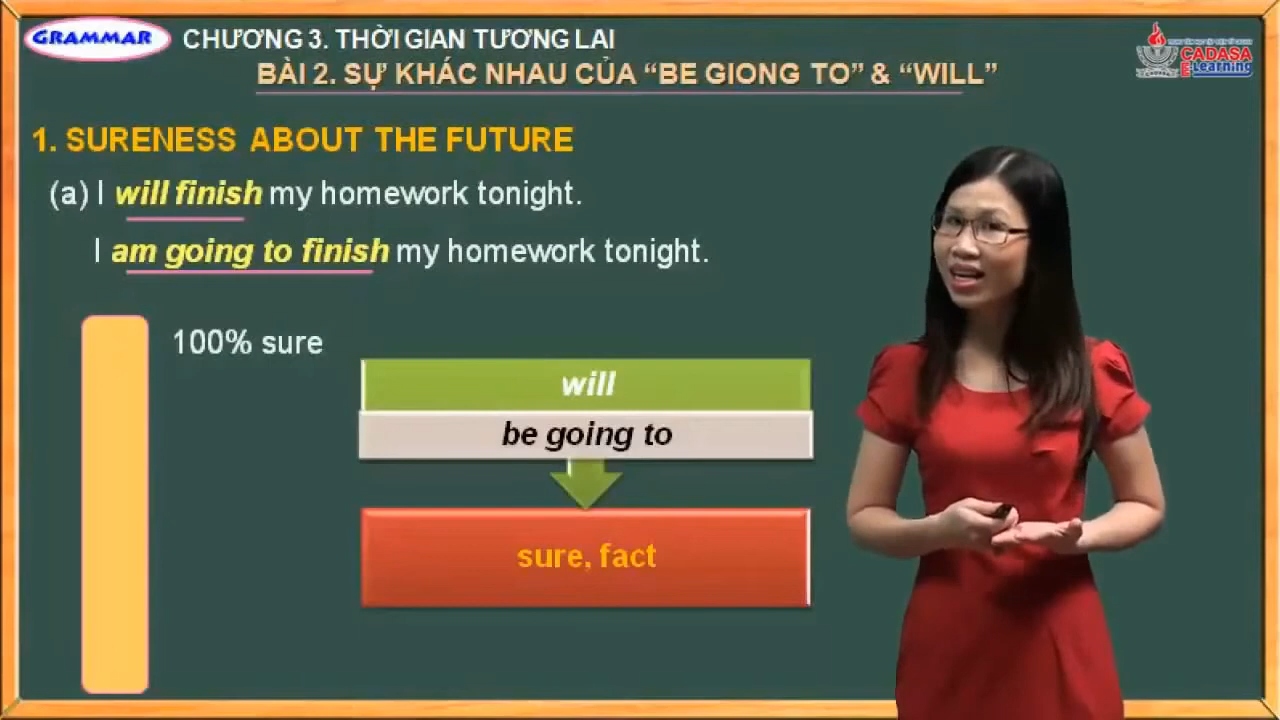 GRAMMAR
CHƯƠNG 3. THỜI GIAN TƯƠNG LAI
BÀI 2. SỰ KHÁC NHAU CỦA “BE GIONG TO” & “WILL”
CADASA
E-Learning
1. SURENESS ABOUT THE FUTURE
(a) I will finish my homework tonight.
I am going to finish my homework tonight.
100% sure
will
be going to
sure, fact